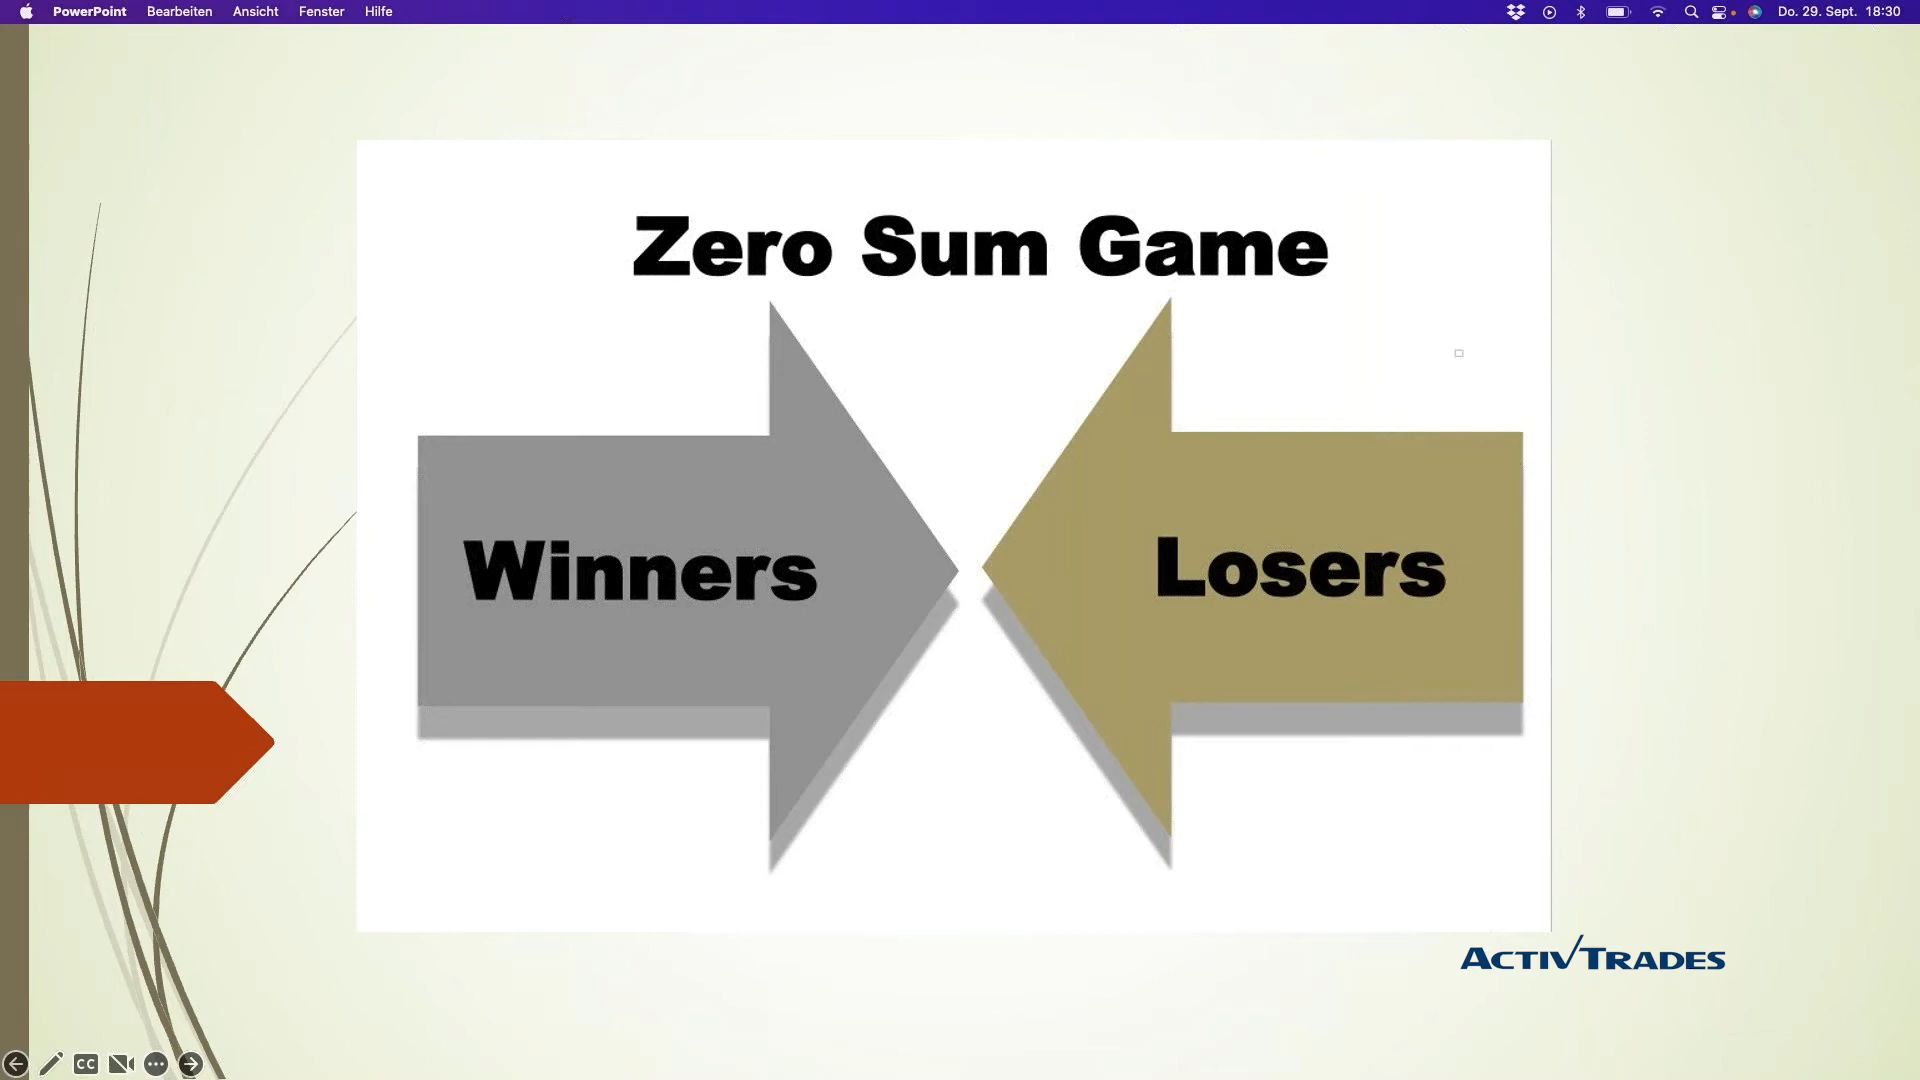 PowerPoint Bearbeiten Ansicht Fenster Hilfe Do. 29. Sept. 18:30
Zero Sum Game
Winners
Losers
ACTIVTRADES
CC